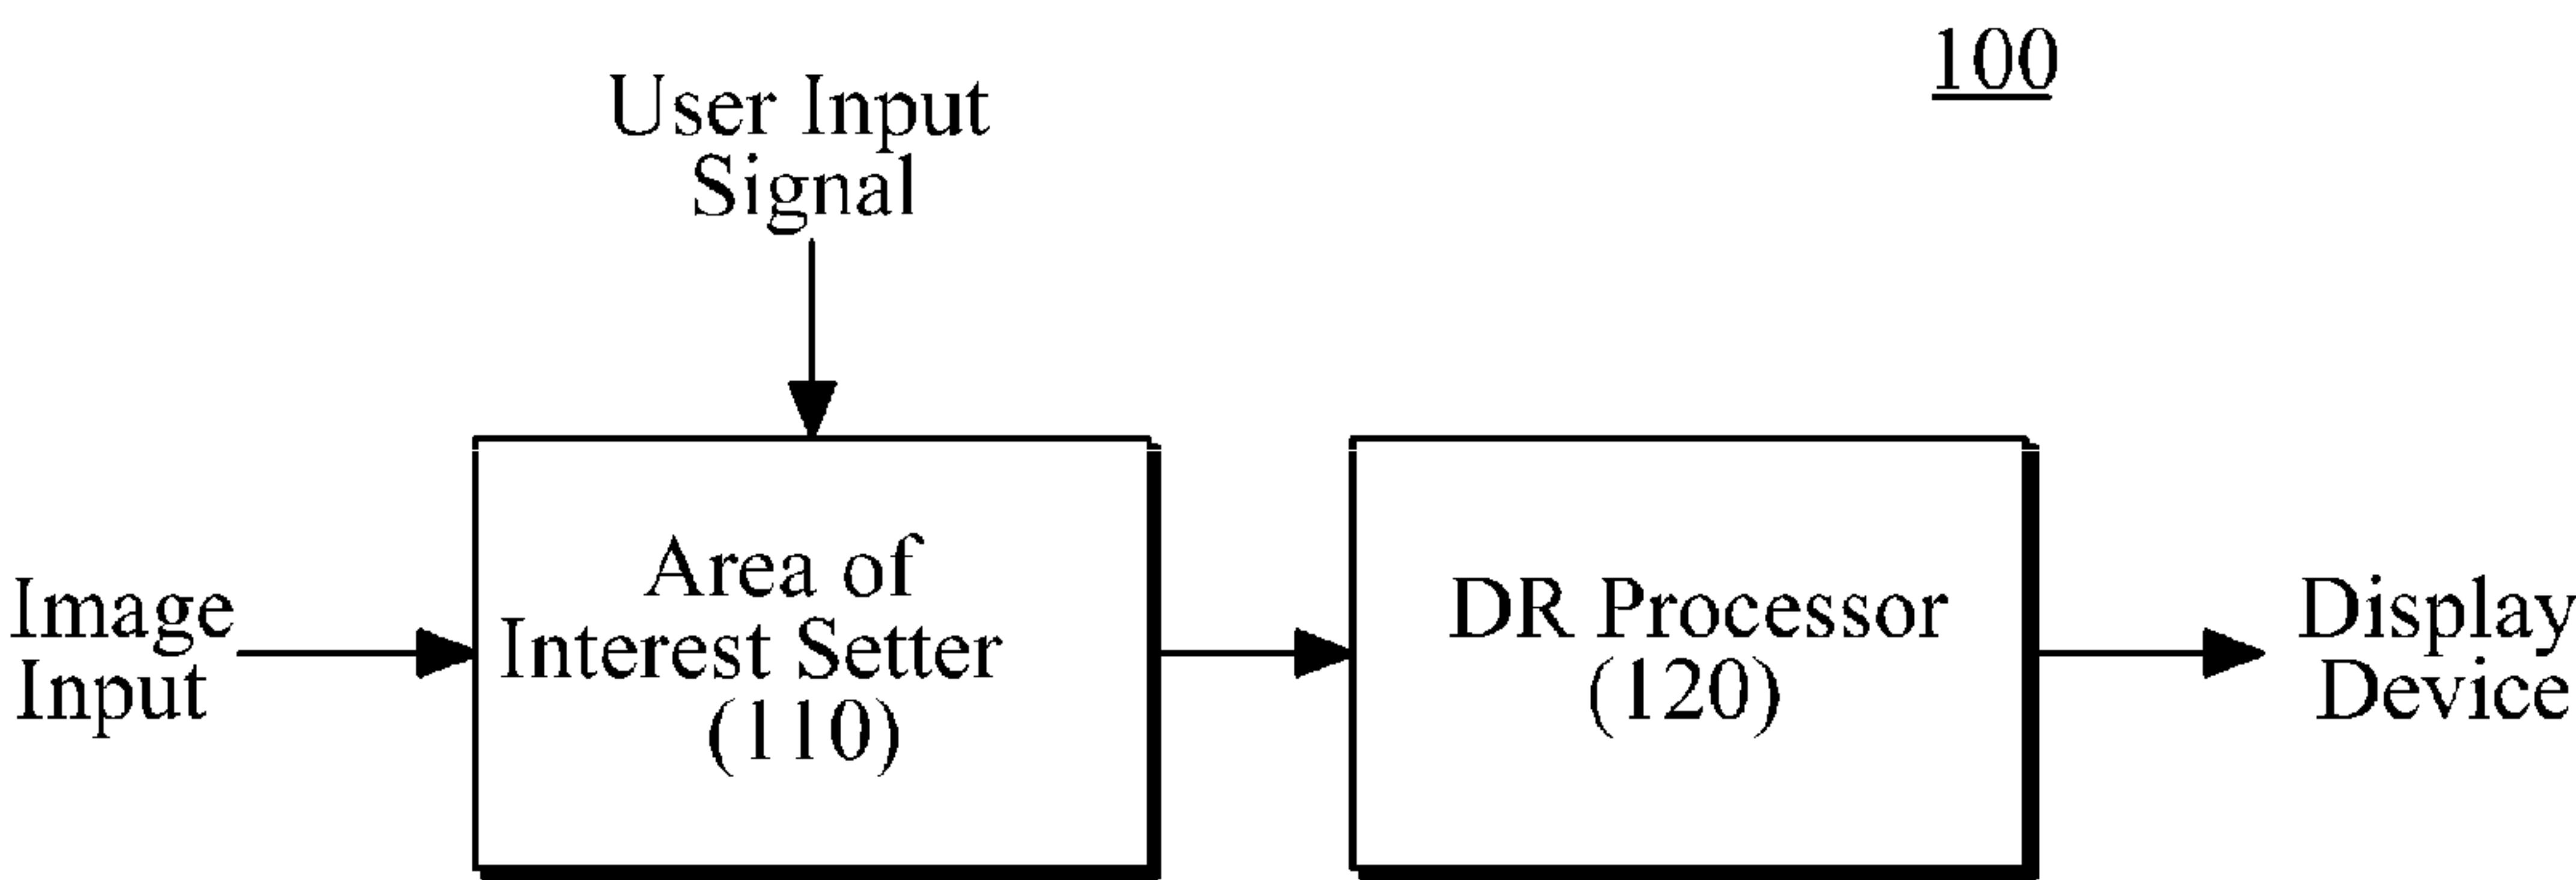 100
User Input
Signal
Image
Input
Area of
Interest Setter
(110)
DR Processor
(120)
Display
Device